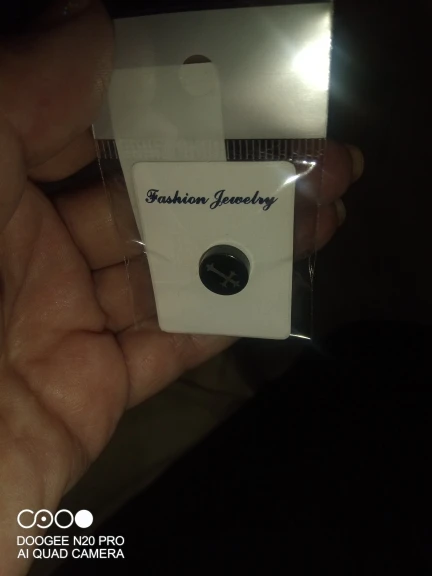 Fashion Jewelry
DOOGEE N20 PRO
AI QUAD CAMERA